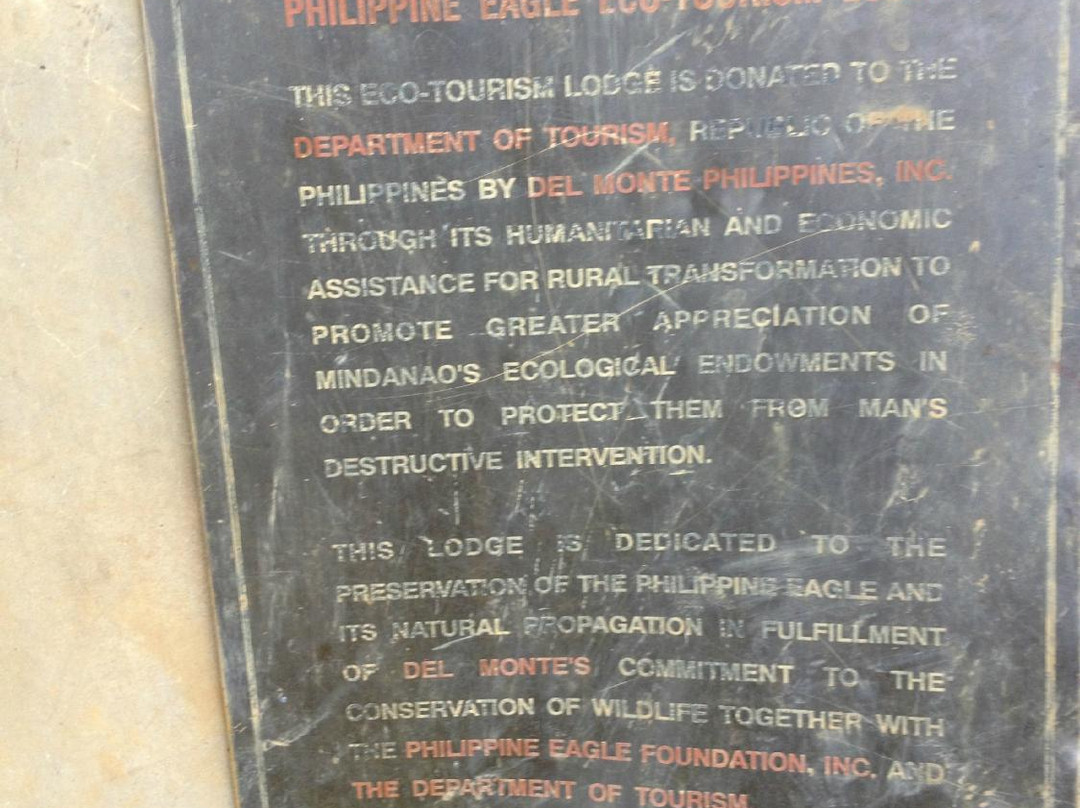 PHILIPPINE EAGLE ECO-TOURISM
THIS ECO-TOURISM LODGE IS DONATED TO THE
DEPARTMENT OF TOURISM, REPUBLIC OF THE
PHILIPPINES BY DEL MONTE PHILIPPINES, INC.
THROUGH ITS HUMANITARIAN AND ECONOMIC
ASSISTANCE FOR RURAL TRANSFORMATION TO
PROMOTE GREATER APPRECIATION OF
MINDANAO'S ECOLOGICAL ENDOWMENTS IN
ORDER TO PROTECT THEM FROM MAN'S
DESTRUCTIVE INTERVENTION.
THIS LODGE IS DEDICATED TO THE
PRESERVATION OF THE PHILIPPINE EAGLE AND
ITS NATURAL PROPAGATION IN FULFILLMENT
OF DEL MONTE'S COMMITMENT TO THE
CONSERVATION OF WILDLIFE TOGETHER WITH
THE PHILIPPINE EAGLE FOUNDATION, INC. AND
THE DEPARTMENT OF TOURISM